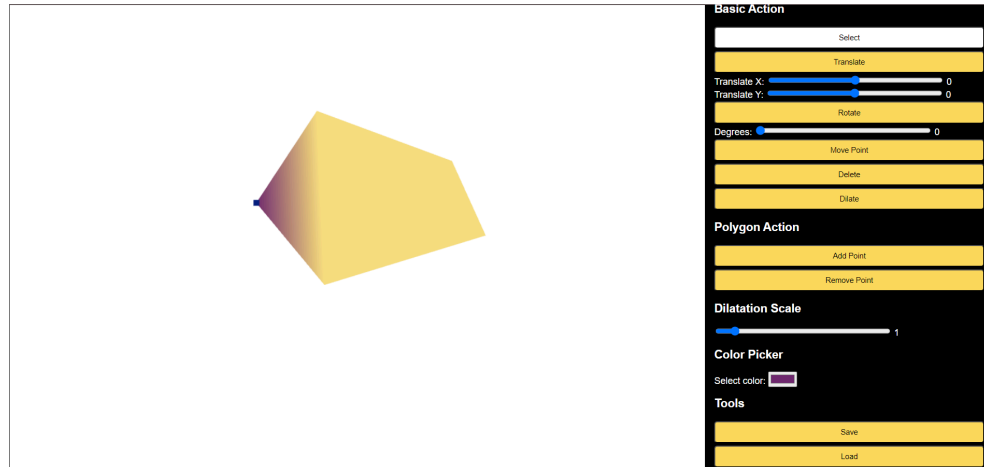 Basic Action
Select
Translate
Translate X: 0
Translate Y: 0
Rotate
Degrees: 0
Move Point
Delete
Dilate
Polygon Action
Add Point
Remove Point
Dilatation Scale
1
Color Picker
Select color:
Tools
Save
Load